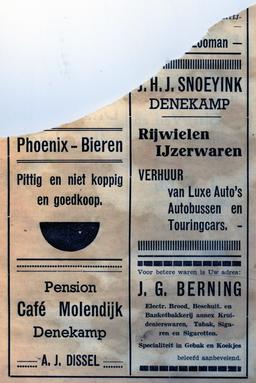 Zooman —
J. H. J. SNOEYINK
DENEKAMP
Rijwielen
IJzerwaren
VERHUUR
van Luxe Auto's
Autobussen en
Touringcars. -
Phoenix - Bieren
Pittig en niet koppig
en goedkoop.
Pension
Café Molendijk
Denekamp
A. J. DISSEL
Voor betere waren is Uw adres:
J. G. BERNING
Electr. Brood, Beschuit. en
Banketbakkerij annex Krui-
denierswaren, Tabak, Siga-
ren en Sigaretten.
Specialiteit in Gebak en Koekjes
beleefd aanbevelend.